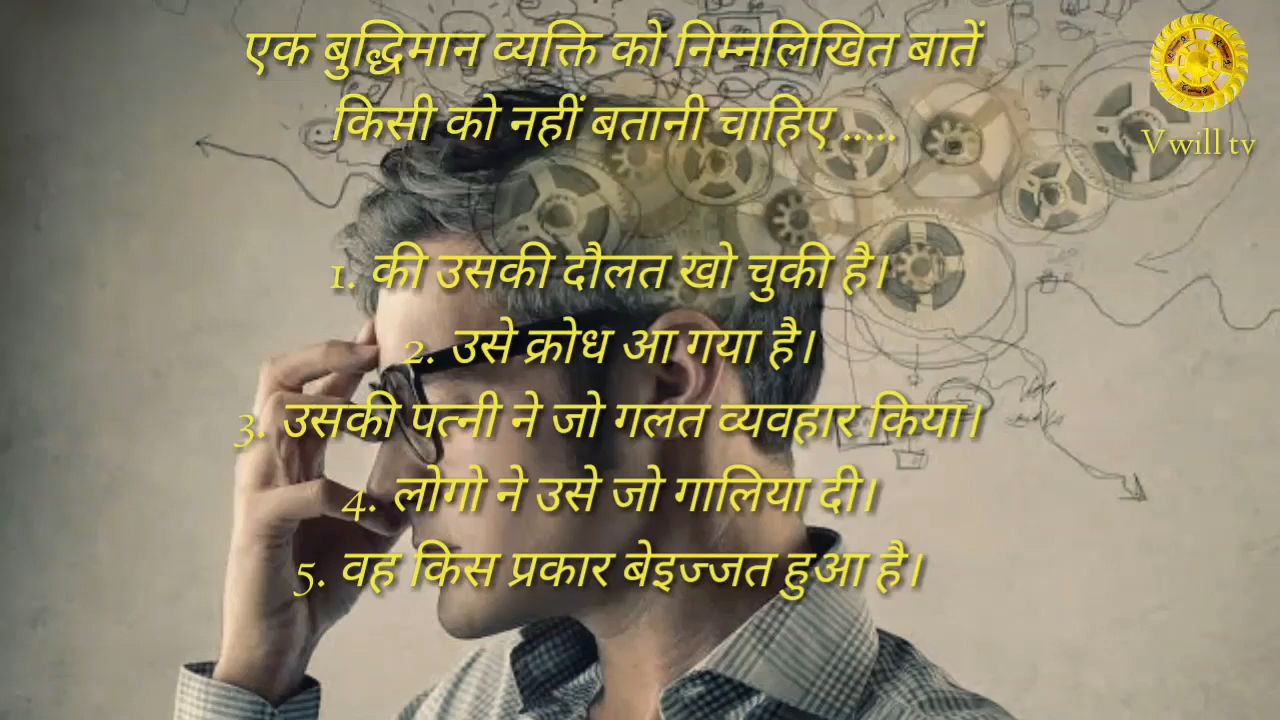 एक बुद्धिमान व्यक्ति को निम्नलिखित बातें
किसी को नहीं बतानी चाहिए .....
Vwill tv
1. की उसकी दौलत खो चुकी है।
2. उसे क्रोध आ गया है।
3. उसकी पत्नी ने जो गलत व्यवहार किया।
4. लोगो ने उसे जो गालिया दी।
5. वह किस प्रकार बेइज्जत हुआ है।